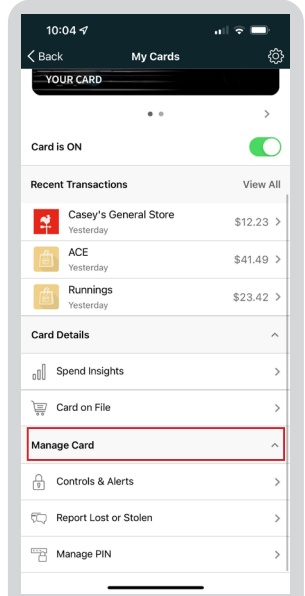 10:04
Back
My Cards
YOUR CARD
Card is ON
Recent Transactions
View All
Casey's General Store
Yesterday
$12.23
ACE
Yesterday
$41.49
Runnings
Yesterday
$23.42
Card Details
Spend Insights
Card on File
Manage Card
Controls & Alerts
Report Lost or Stolen
Manage PIN